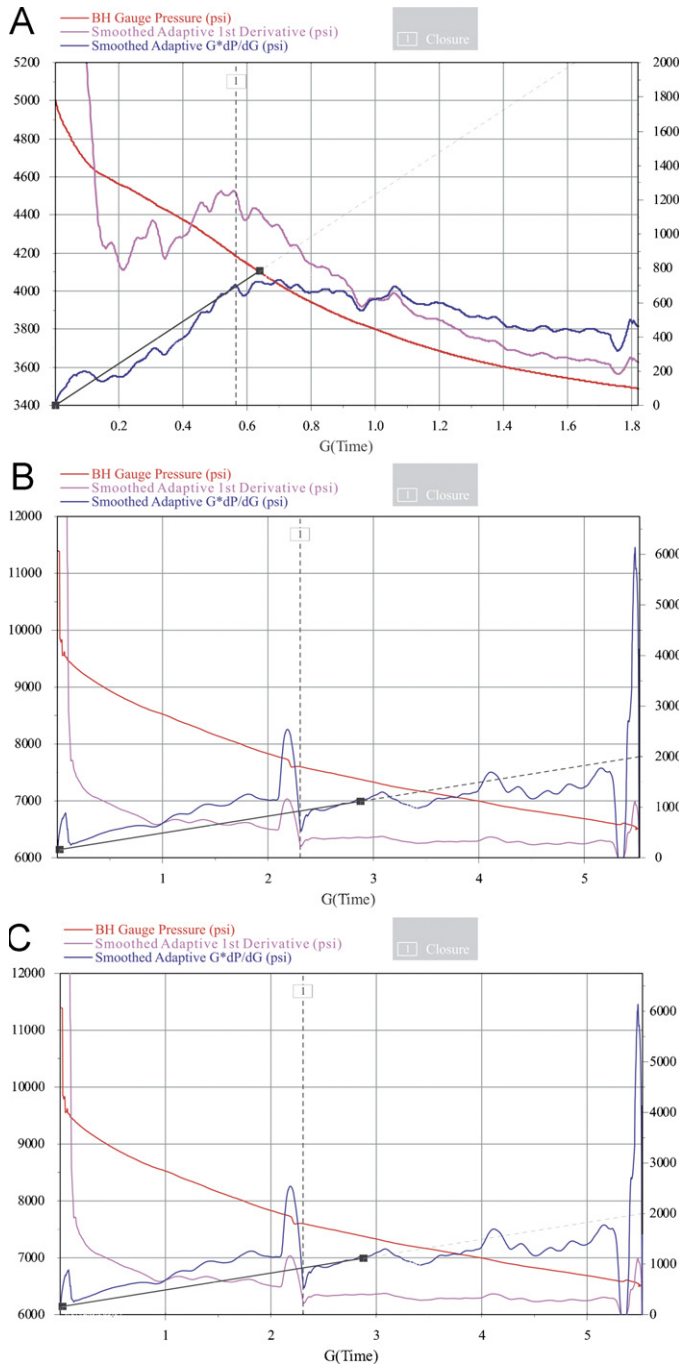 A
BH Gauge Pressure (psi)
Smoothed Adaptive 1st Derivative (psi)
Smoothed Adaptive G*dP/dG (psi)
1 Closure
5200
5000
4800
4600
4400
4200
4000
3800
3600
3400
1
2000
1800
1600
1400
1200
1000
800
600
400
200
0
0.2 0.4 0.6 0.8 1.0 1.2 1.4 1.6 1.8
G(Time)
B
BH Gauge Pressure (psi)
Smoothed Adaptive 1st Derivative (psi)
Smoothed Adaptive G*dP/dG (psi)
1 Closure
12000
11000
10000
9000
8000
7000
6000
1
6000
5000
4000
3000
2000
1000
0
1 2 3 4 5
G(Time)
C
BH Gauge Pressure (psi)
Smoothed Adaptive 1st Derivative (psi)
Smoothed Adaptive G*dP/dG (psi)
1 Closure
12000
11000
10000
9000
8000
7000
6000
1
6000
5000
4000
3000
2000
1000
0
1 2 3 4 5
G(Time)